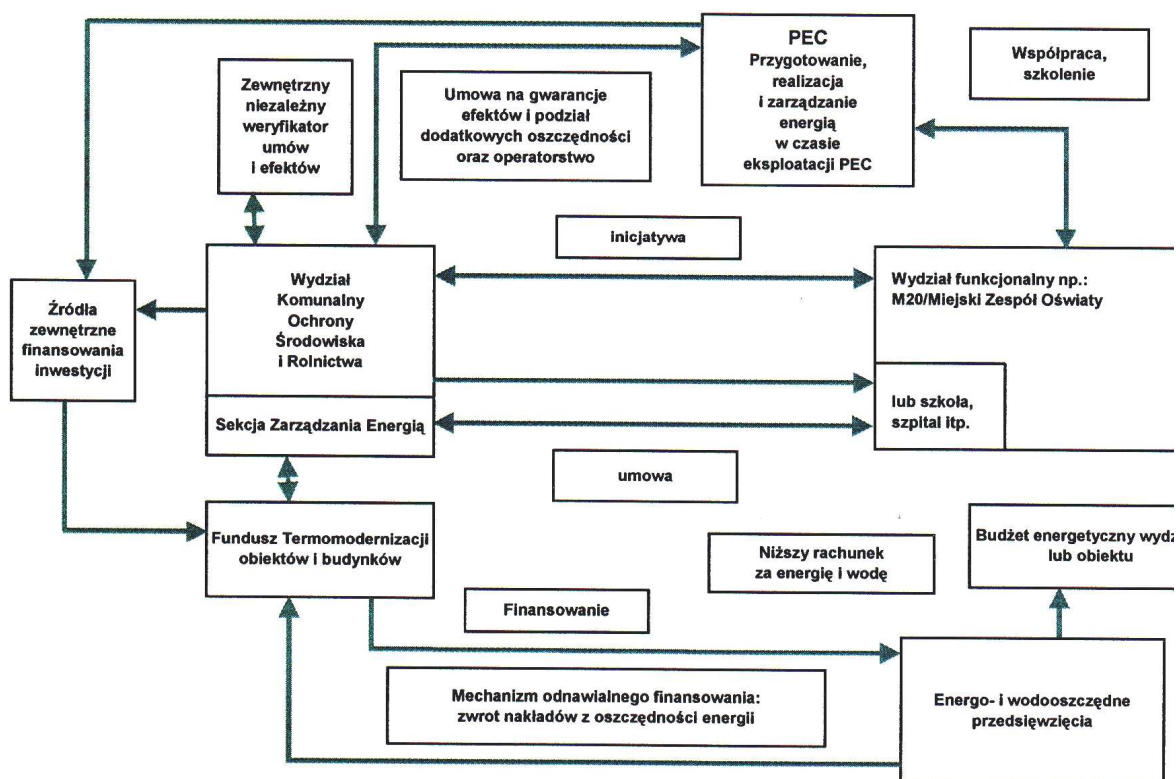 PEC
Przygotowanie,
realizacja
i zarządzanie
energią
w czasie
eksploatacji PEC
Współpraca,
szkolenie
Zewnętrzny
niezależny
weryfikator
umów
i efektów
Umowa na gwarancje
efektów i podział
dodatkowych oszczędności
oraz operatorstwo
inicjatywa
Wydział
Komunalny
Ochrony
Środowiska
i Rolnictwa
Wydział funkcjonalny np.:
M20/Miejski Zespół Oświaty
Źródła
zewnętrzne
finansowania
inwestycji
lub szkoła,
szpital itp.
Sekcja Zarządzania Energią
umowa
Fundusz Termomodernizacji
obiektów i budynków
Niższy rachunek
za energię i wodę
Budżet energetyczny wydz
lub obiektu
Finansowanie
Mechanizm odnawialnego finansowania:
zwrot nakładów z oszczędności energii
Energo- i wodooszczędne
przedsięwzięcia